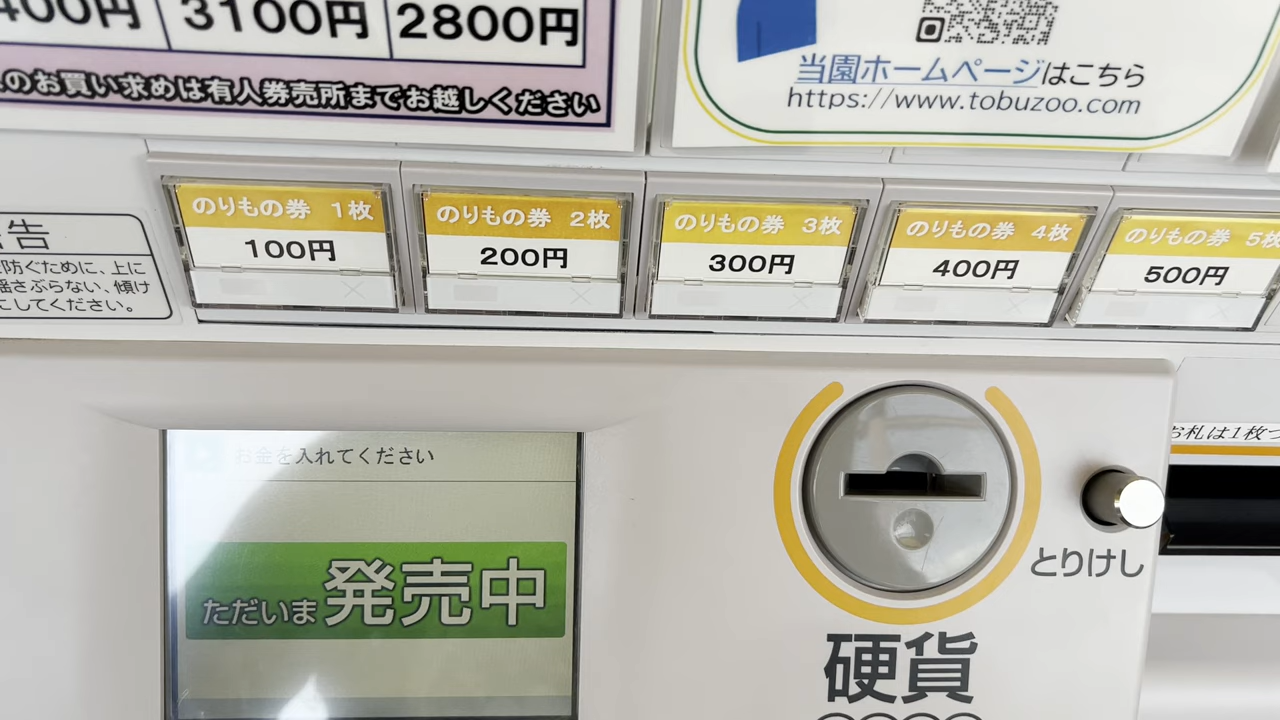 400円 3100円 2800円
のお買い求めは有人券売所までお越しください
当園ホームページはこちら
https://www.tobuzoo.com
のりもの券 1枚
100円
のりもの券 2枚
200円
のりもの券 3枚
300円
のりもの券 4枚
400円
のりもの券 5枚
500円
告
防ぐために、上に
揺さぶらない、傾け
にしてください。
お金を入れてください
ただいま発売中
とりけし
お札は1枚
硬貨